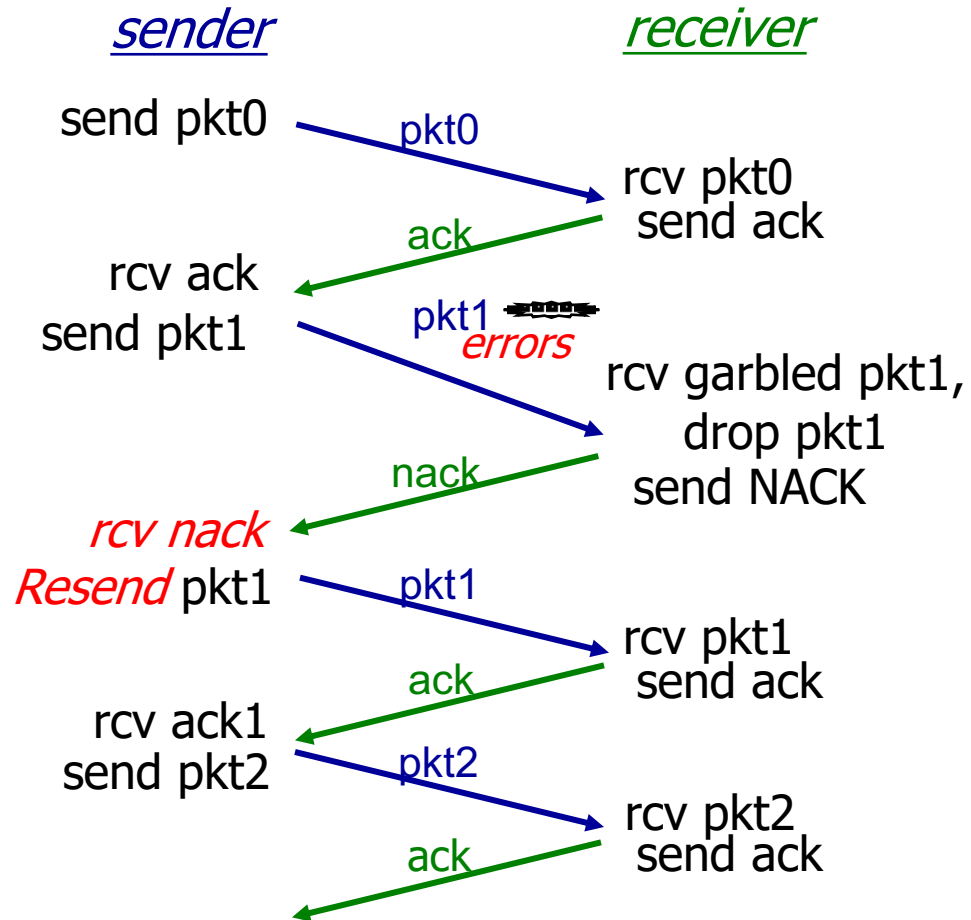 sender
receiver
send pkt0
pkt0
rcv pkt0
send ack
ack
rcv ack
send pkt1
pkt1
errors
rcv garbled pkt1,
drop pkt1
send NACK
nack
rcv nack
Resend pkt1
pkt1
rcv pkt1
send ack
ack
rcv ack1
send pkt2
pkt2
rcv pkt2
send ack
ack